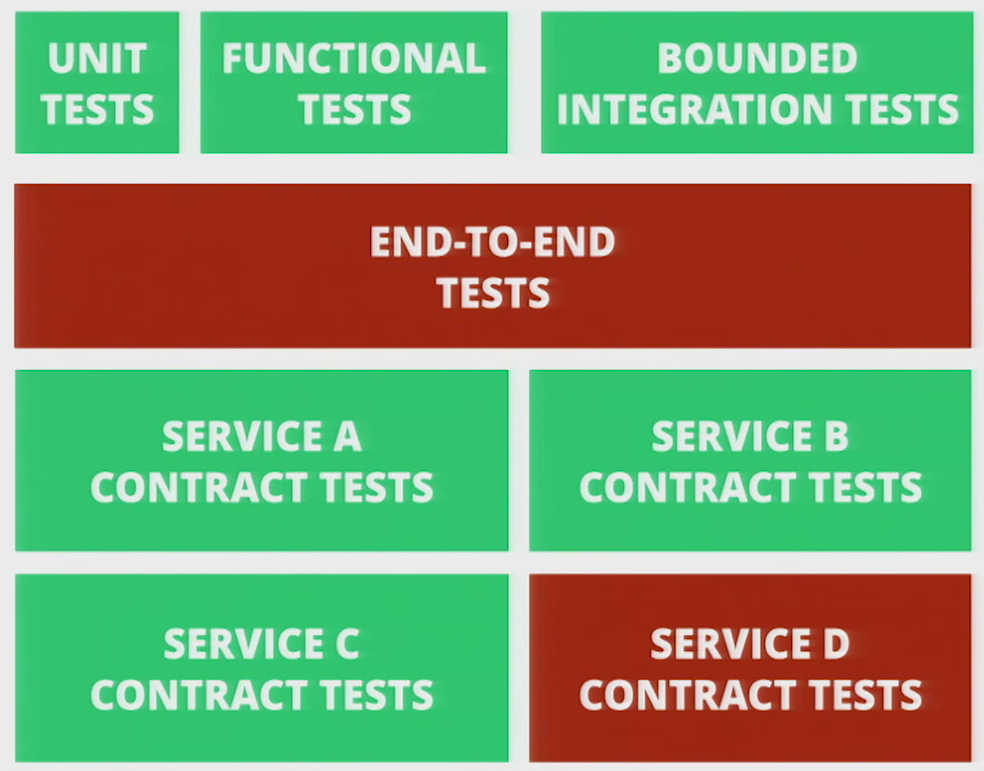 UNIT
TESTS
FUNCTIONAL
TESTS
BOUNDED
INTEGRATION TESTS
END-TO-END
TESTS
SERVICE A
CONTRACT TESTS
SERVICE B
CONTRACT TESTS
SERVICE C
CONTRACT TESTS
SERVICE D
CONTRACT TESTS